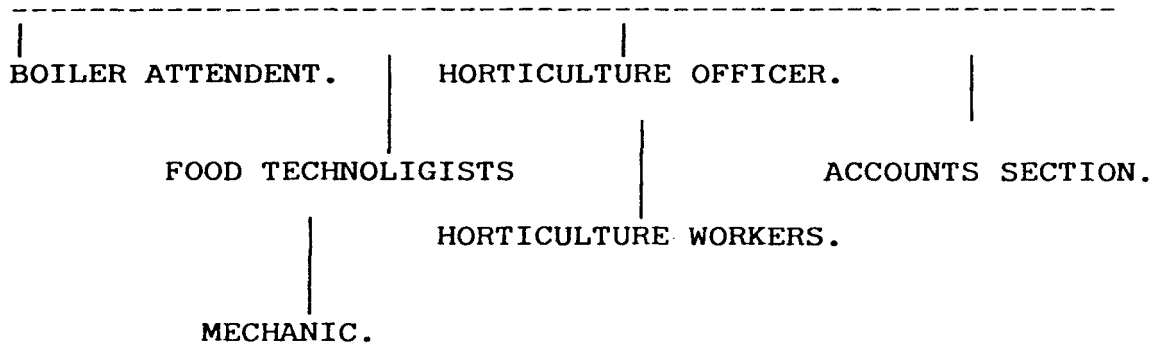 BOILER ATTENDENT. HORTICULTURE OFFICER.
FOOD TECHNOLIGISTS ACCOUNTS SECTION.
HORTICULTURE WORKERS.
MECHANIC.